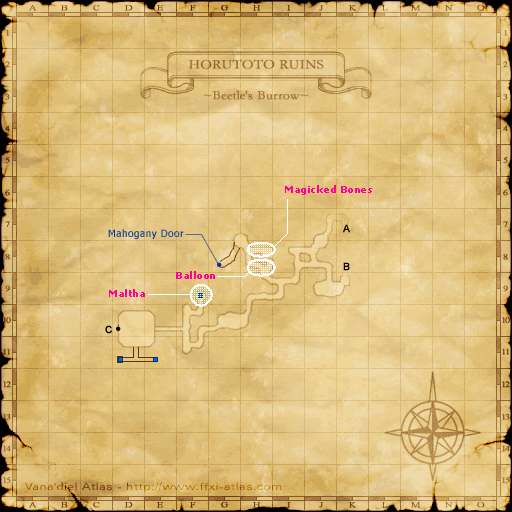 A B C D E F G H I J K L M N O
HORUTOTO RUINS
~Beetle's Burrow~
Magicked Bones
A
Mahogany Door
B
Balloon
Maltha
C
Vana'diel Atlas - http://www.ffxi-atlas.com
A B C D E F G H I J K L M N O
1
2
3
4
5
6
7
8
9
10
11
12
13
14
15